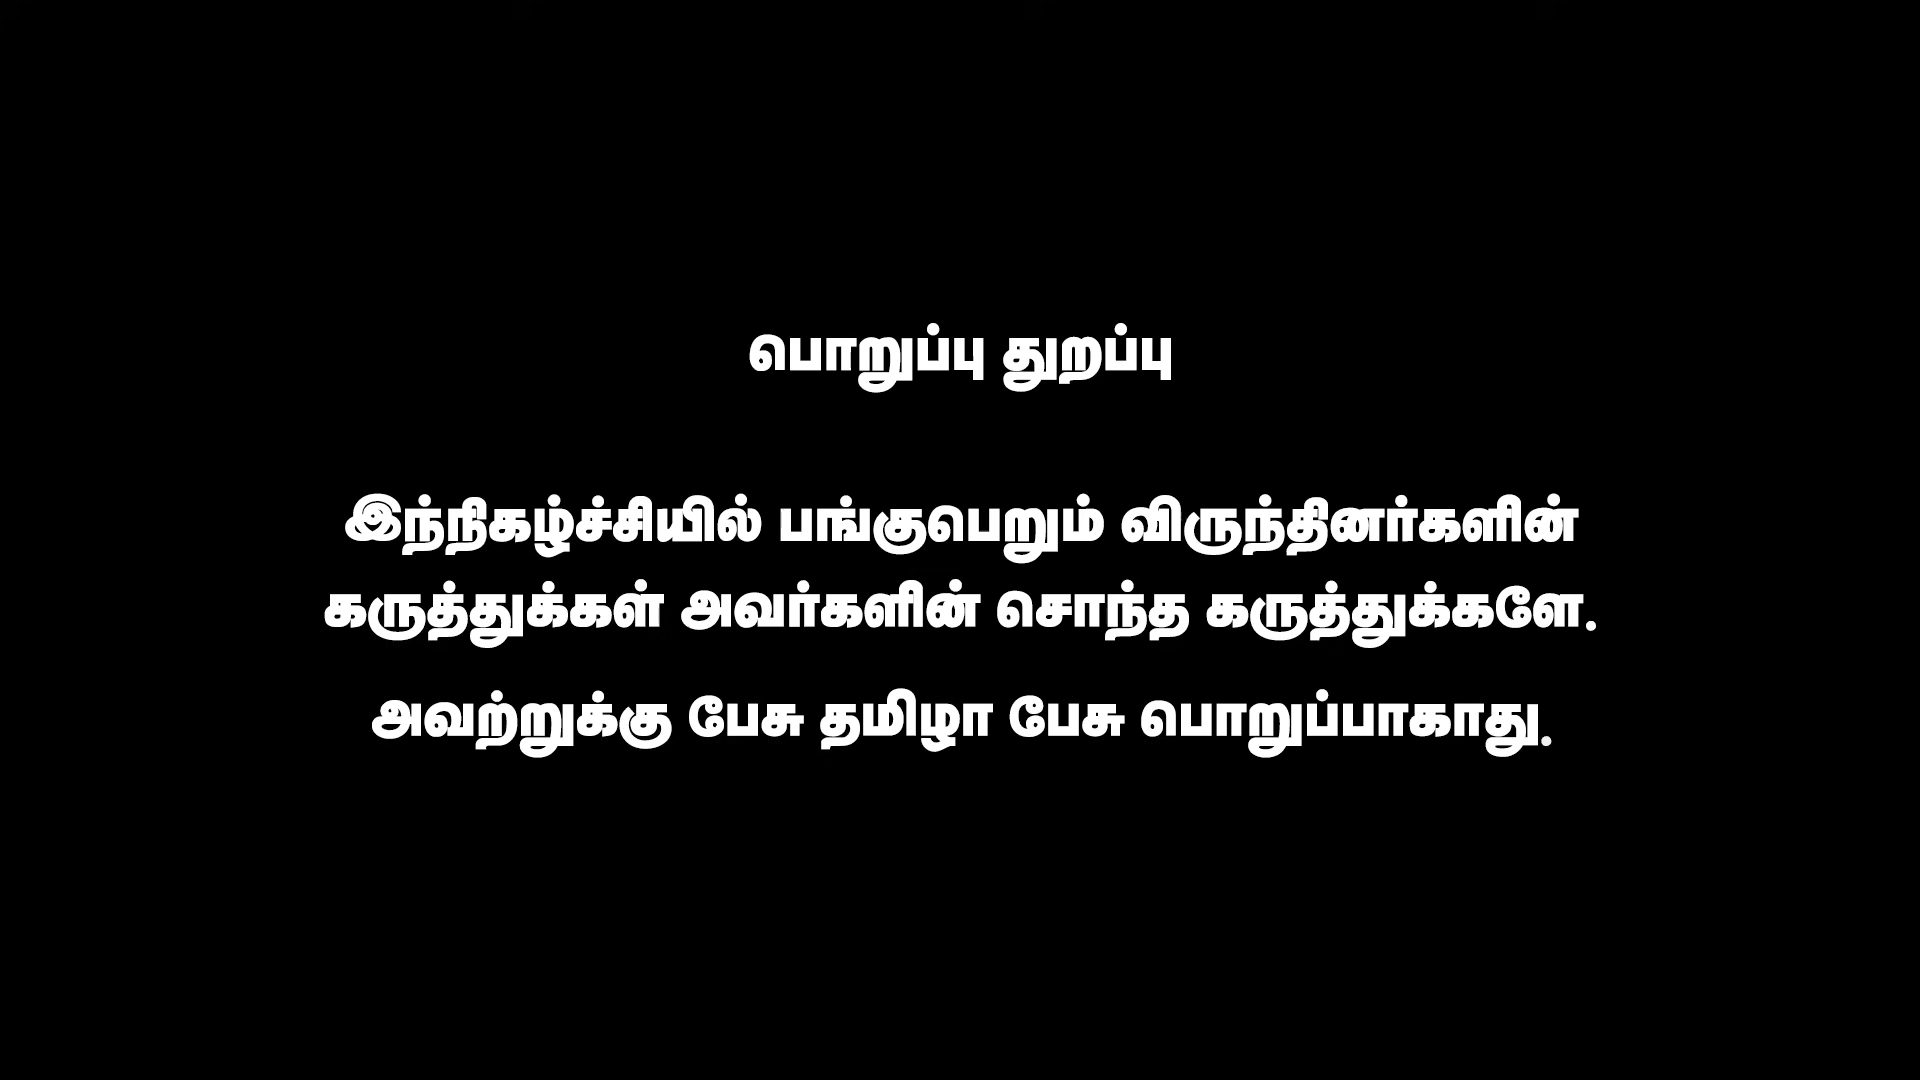 பொறுப்பு துறப்பு
இந்நிகழ்ச்சியில் பங்குபெறும் விருந்தினர்களின்
கருத்துக்கள் அவர்களின் சொந்த கருத்துக்களே.
அவற்றுக்கு பேசு தமிழா பேசு பொறுப்பாகாது.